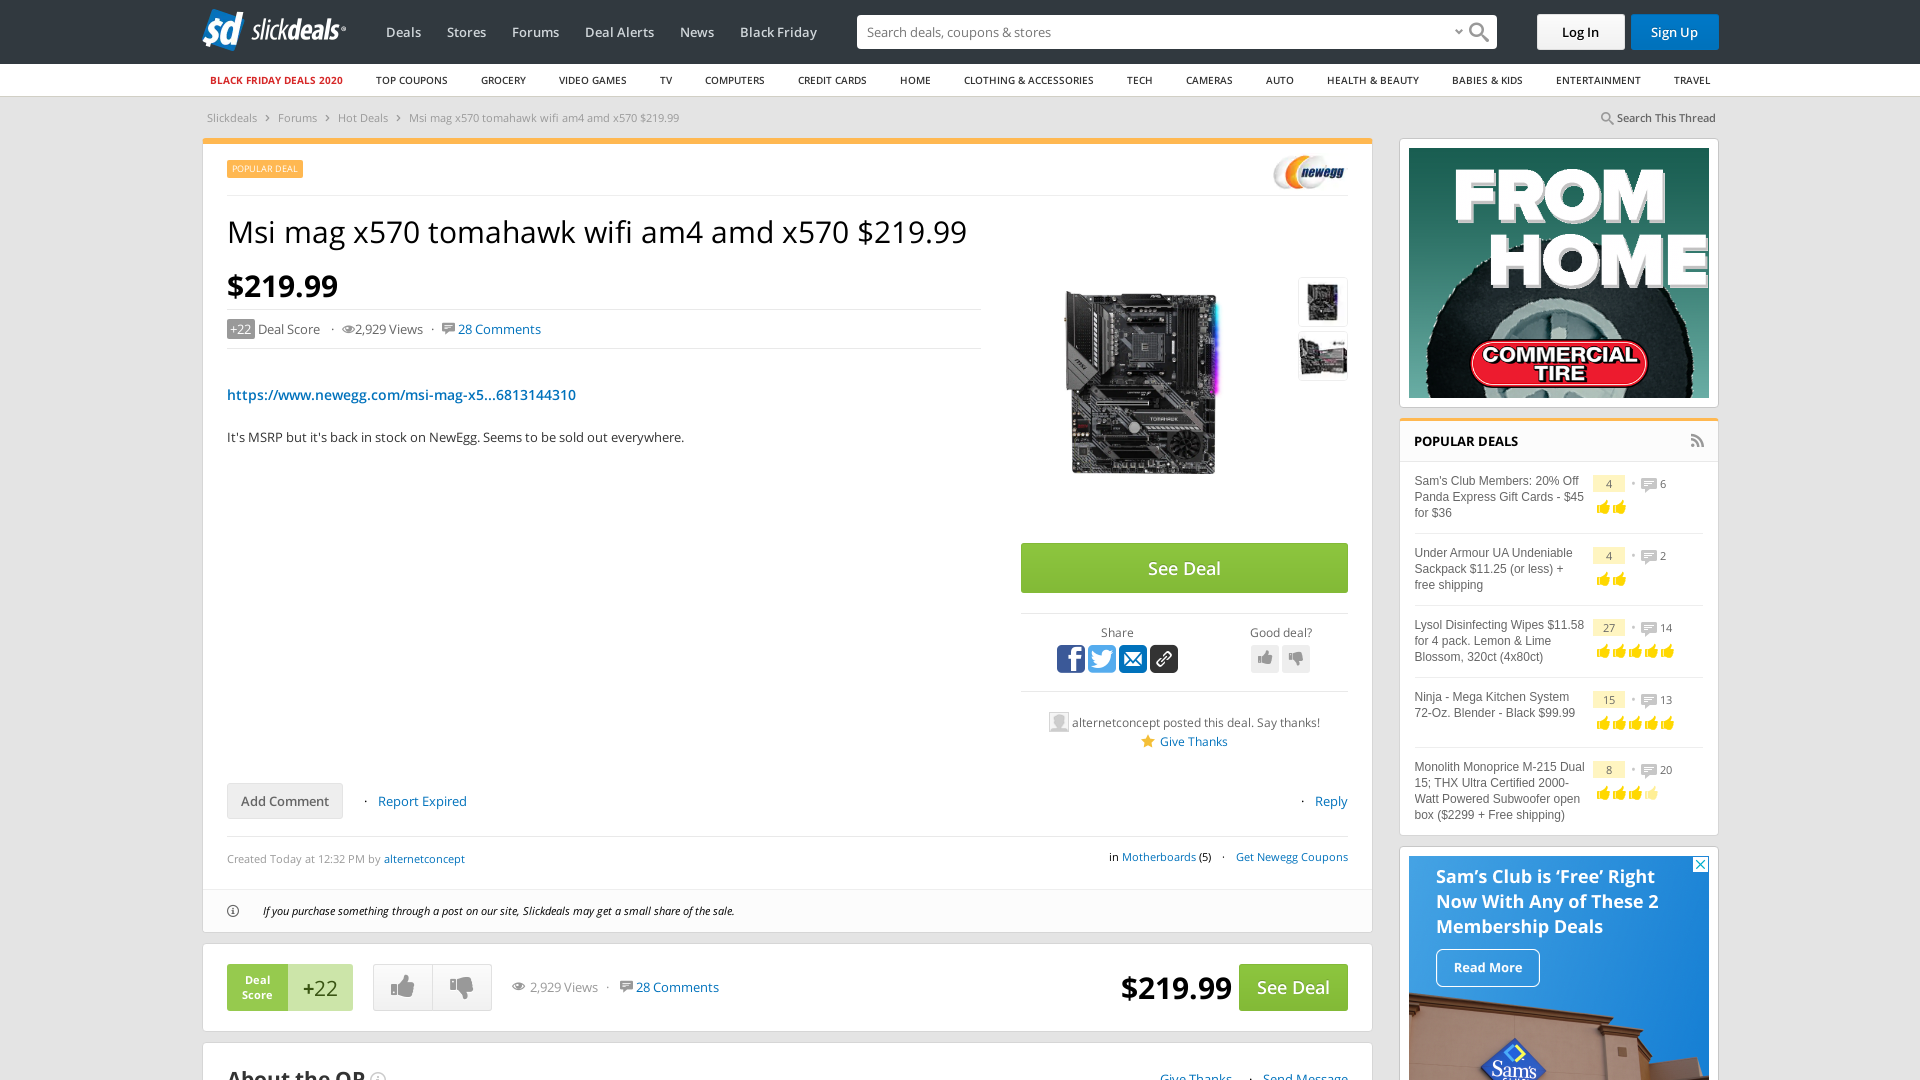 slickdeals
Deals
Stores
Forums
Deal Alerts
News
Black Friday
Search deals, coupons & stores
Log In
Sign Up
BLACK FRIDAY DEALS 2020
TOP COUPONS
GROCERY
VIDEO GAMES
TV
COMPUTERS
CREDIT CARDS
HOME
CLOTHING & ACCESSORIES
TECH
CAMERAS
AUTO
HEALTH & BEAUTY
BABIES & KIDS
ENTERTAINMENT
TRAVEL
Slickdeals > Forums > Hot Deals > Msi mag x570 tomahawk wifi am4 amd x570 $219.99
Search This Thread
POPULAR DEAL
newegg
Msi mag x570 tomahawk wifi am4 amd x570 $219.99
$219.99
+22 Deal Score · 2,929 Views · 28 Comments
https://www.newegg.com/msi-mag-x5...6813144310
It's MSRP but it's back in stock on NewEgg. Seems to be sold out everywhere.
TOMAHAWK
See Deal
Share
Good deal?
alternetconcept posted this deal. Say thanks!
Give Thanks
Add Comment · Report Expired
· Reply
Created Today at 12:32 PM by alternetconcept
in Motherboards (5) · Get Newegg Coupons
If you purchase something through a post on our site, Slickdeals may get a small share of the sale.
Deal
Score
+22
2,929 Views · 28 Comments
$219.99
See Deal
About the OP
Give Thanks · Send Message
FROM
HOME
COMMERCIAL
TIRE
POPULAR DEALS
Sam's Club Members: 20% Off
Panda Express Gift Cards - $45
for $36
4 · 6
Under Armour UA Undeniable
Sackpack $11.25 (or less) +
free shipping
4 · 2
Lysol Disinfecting Wipes $11.58
for 4 pack. Lemon & Lime
Blossom, 320ct (4x80ct)
27 · 14
Ninja - Mega Kitchen System
72-Oz. Blender - Black $99.99
15 · 13
Monolith Monoprice M-215 Dual
15; THX Ultra Certified 2000-
Watt Powered Subwoofer open
box ($2299 + Free shipping)
8 · 20
Sam’s Club is ‘Free’ Right
Now With Any of These 2
Membership Deals
Read More
Sam's